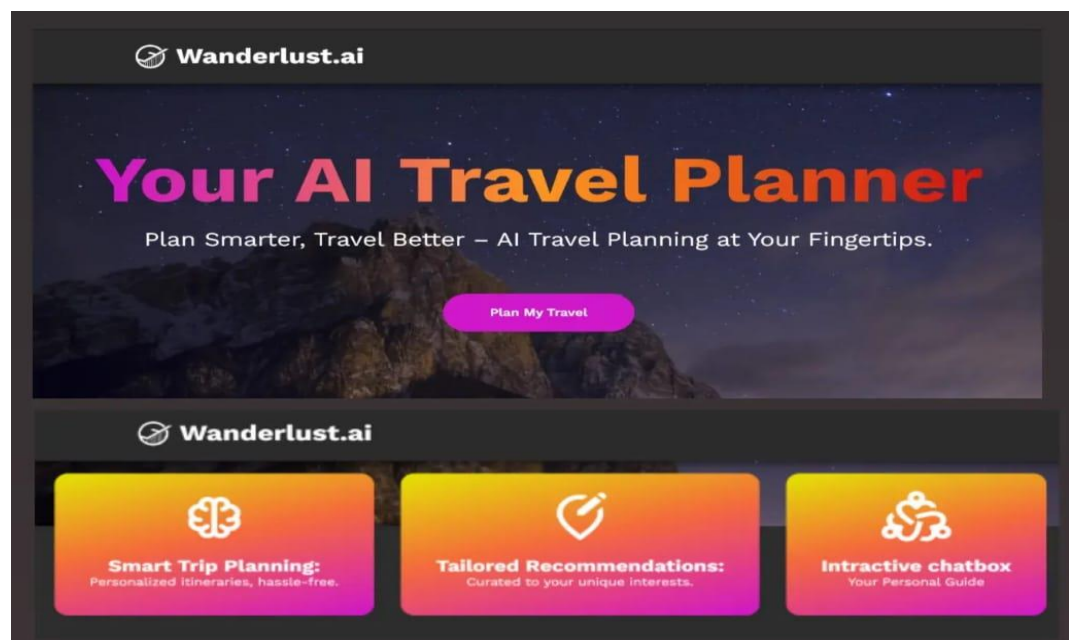 Wanderlust.ai
Your AI Travel Planner
Plan Smarter, Travel Better – AI Travel Planning at Your Fingertips.
Plan My Travel
Wanderlust.ai
Smart Trip Planning:
Personalized itineraries, hassle-free.
Tailored Recommendations:
Curated to your unique interests.
Intractive chatbox
Your Personal Guide